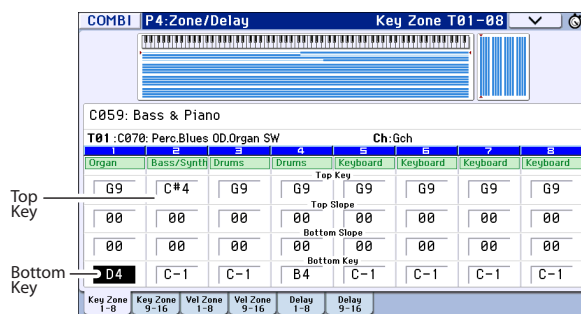 COMBI P4:Zone/Delay Key Zone T01-08
C059: Bass & Piano
T01 :C070: Perc.Blues OD.Organ SW Ch:Gch
1 2 3 4 5 6 7 8
Organ Bass/Synth Drums Drums Keyboard Keyboard Keyboard Keyboard
Top Key
G9 C#4 G9 G9 G9 G9 G9 G9
Top Slope
00 00 00 00 00 00 00 00
Bottom Slope
00 00 00 00 00 00 00 00
Bottom Key
D4 C-1 C-1 B4 C-1 C-1 C-1 C-1
Key Zone 1-8 Key Zone 9-16 Vel Zone 1-8 Vel Zone 9-16 Delay 1-8 Delay 9-16
Top Key
Bottom Key